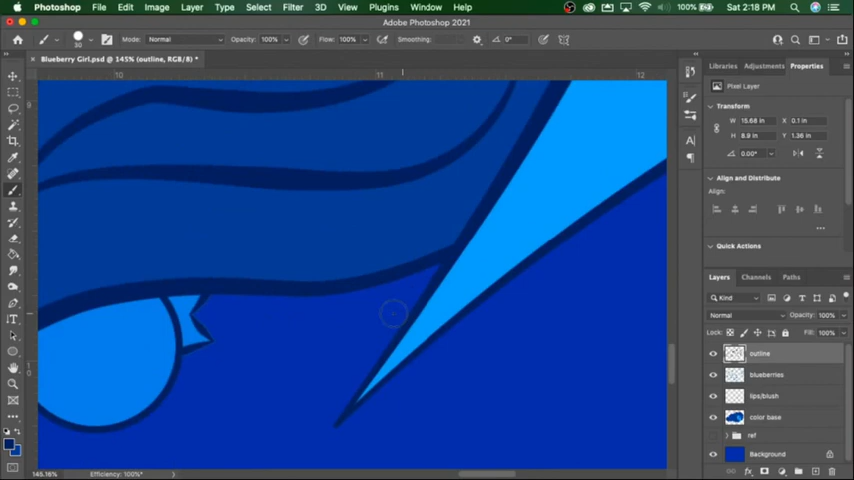 Photoshop File Edit Image Layer Type Select Filter 3D View Plugins Window Help 100% Sat 2:18 PM
Adobe Photoshop 2021
30 Mode: Normal Opacity: 100% Flow: 100% Smoothing: 0°
× Blueberry Girl.psd @ 145% (outline, RGB/8) *
10 11 12
Libraries Adjustments Properties
Pixel Layer
Transform
W 15.68 in X 0.1 in
H 8.9 in Y 1.36 in
0.00°
Align and Distribute
Align:
Quick Actions
Layers Channels Paths
Kind
Normal Opacity: 100%
Lock: Fill: 100%
outline
blueberries
lips/blush
color base
ref
Background
145.16% Efficiency: 100%*